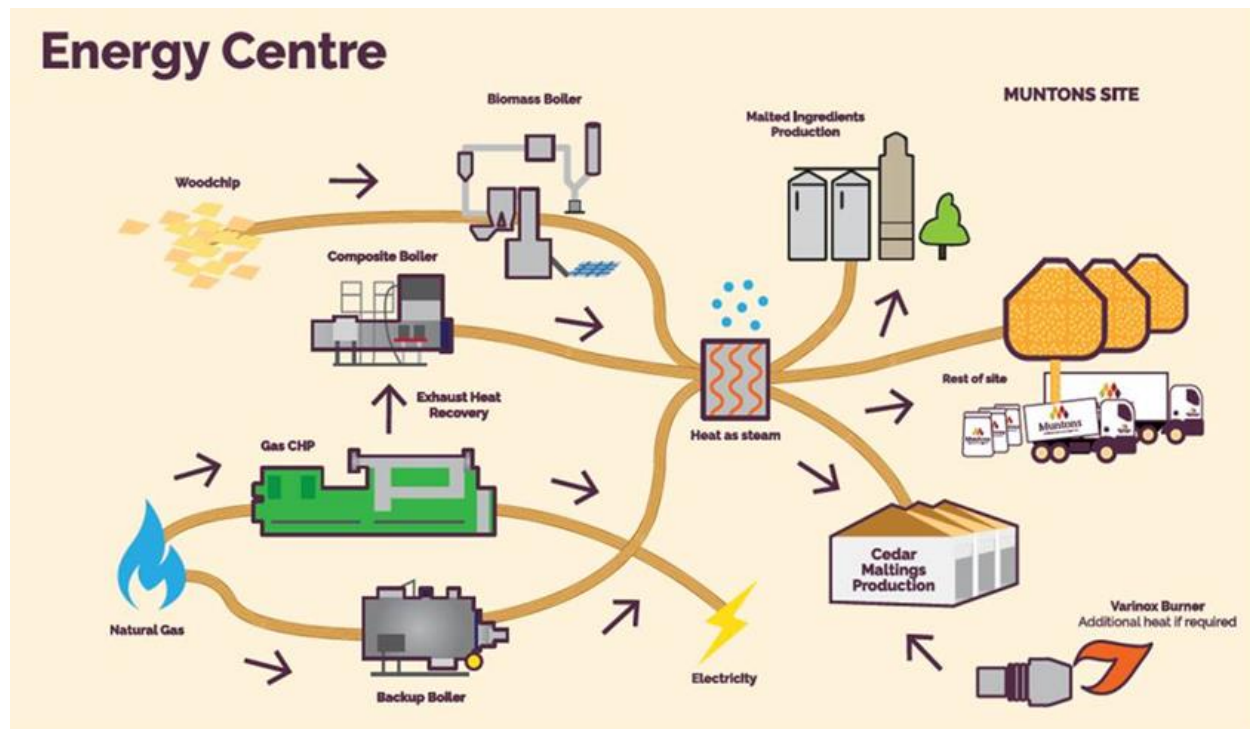 Energy Centre
MUNTONS SITE
Biomass Boiler
Malted Ingredients
Production
Woodchip
Composite Boiler
Exhaust Heat
Recovery
Rest of site
Heat as steam
Muntons
Gas CHP
Cedar
Maltings
Production
Natural Gas
Varinox Burner
Additional heat if required
Electricity
Backup Boiler